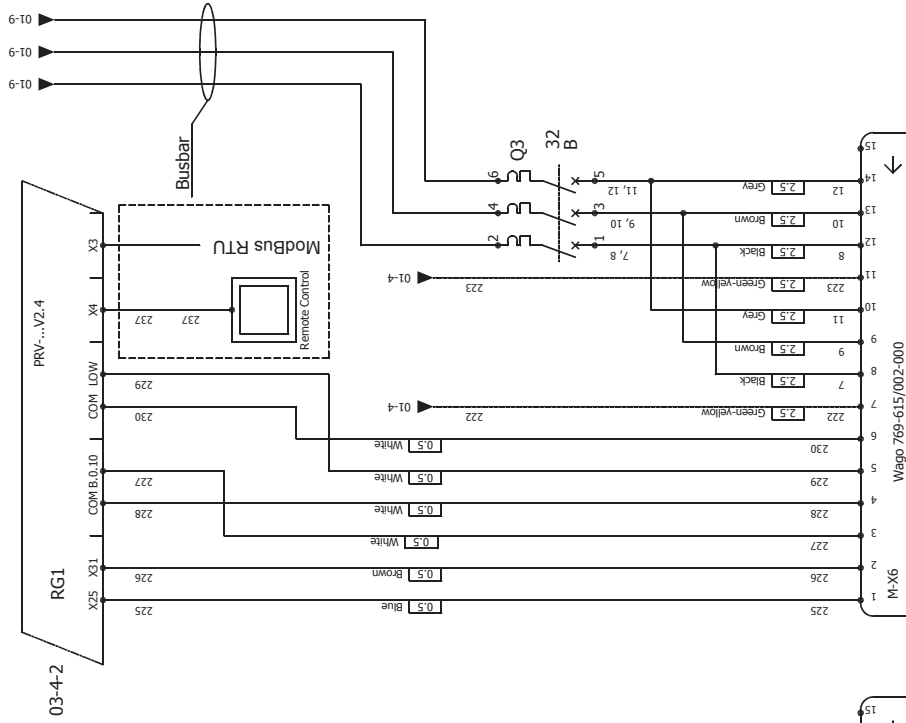 01-9
01-9
01-9
Busbar
ModBus RTU
Remote Control
03-4-2
RG1
PRV-...V2.4
X25
X31
COM B.0.10
COM LOW
X4
X3
237
237
229
230
227
228
226
225
Q3
32
B
6
4
2
5
3
1
11, 12
9, 10
7, 8
01-4
223
01-4
222
Grey 2.5 12
Brown 2.5 10
Black 2.5 8
Green-yellow 2.5 223
Grey 2.5 11
Brown 2.5 9
Black 2.5 7
Green-yellow 2.5 222
White 0.5 230
White 0.5 229
White 0.5 228
White 0.5 227
Brown 0.5 226
Blue 0.5 225
15
14
13
12
11
10
9
8
7
6
5
4
3
2
1
M-X6
Wago 769-615/002-000
15